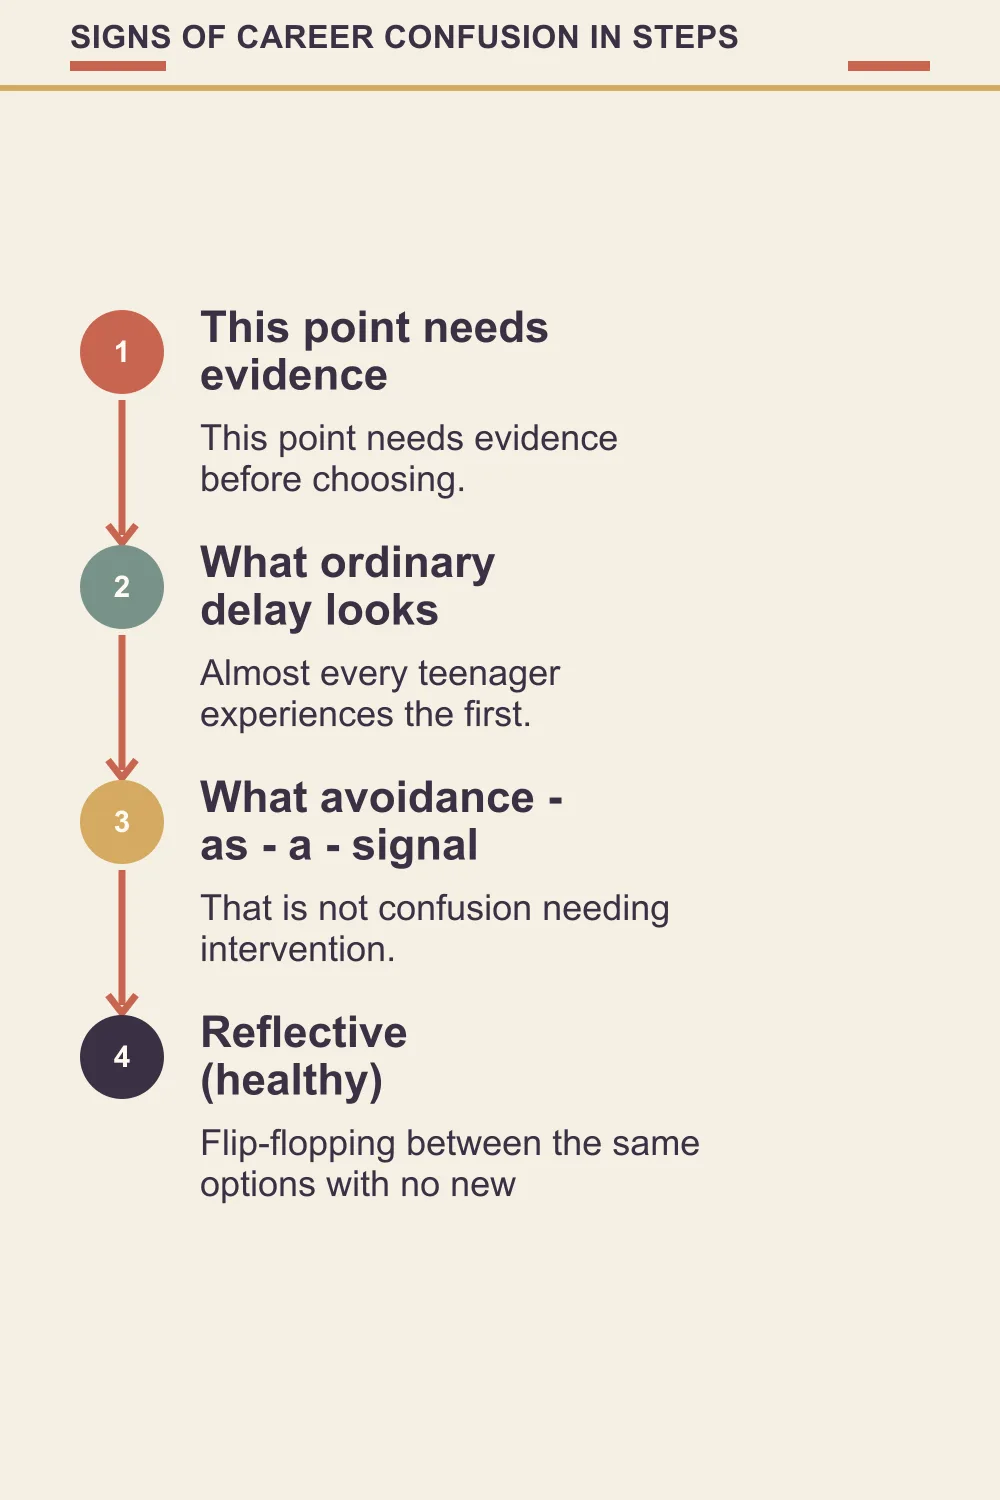 SIGNS OF CAREER CONFUSION IN STEPS
1
This point needs
evidence
This point needs evidence
before choosing.
2
What ordinary
delay looks
Almost every teenager
experiences the first.
3
What avoidance -
as - a - signal
That is not confusion needing
intervention.
4
Reflective
(healthy)
Flip-flopping between the same
options with no new